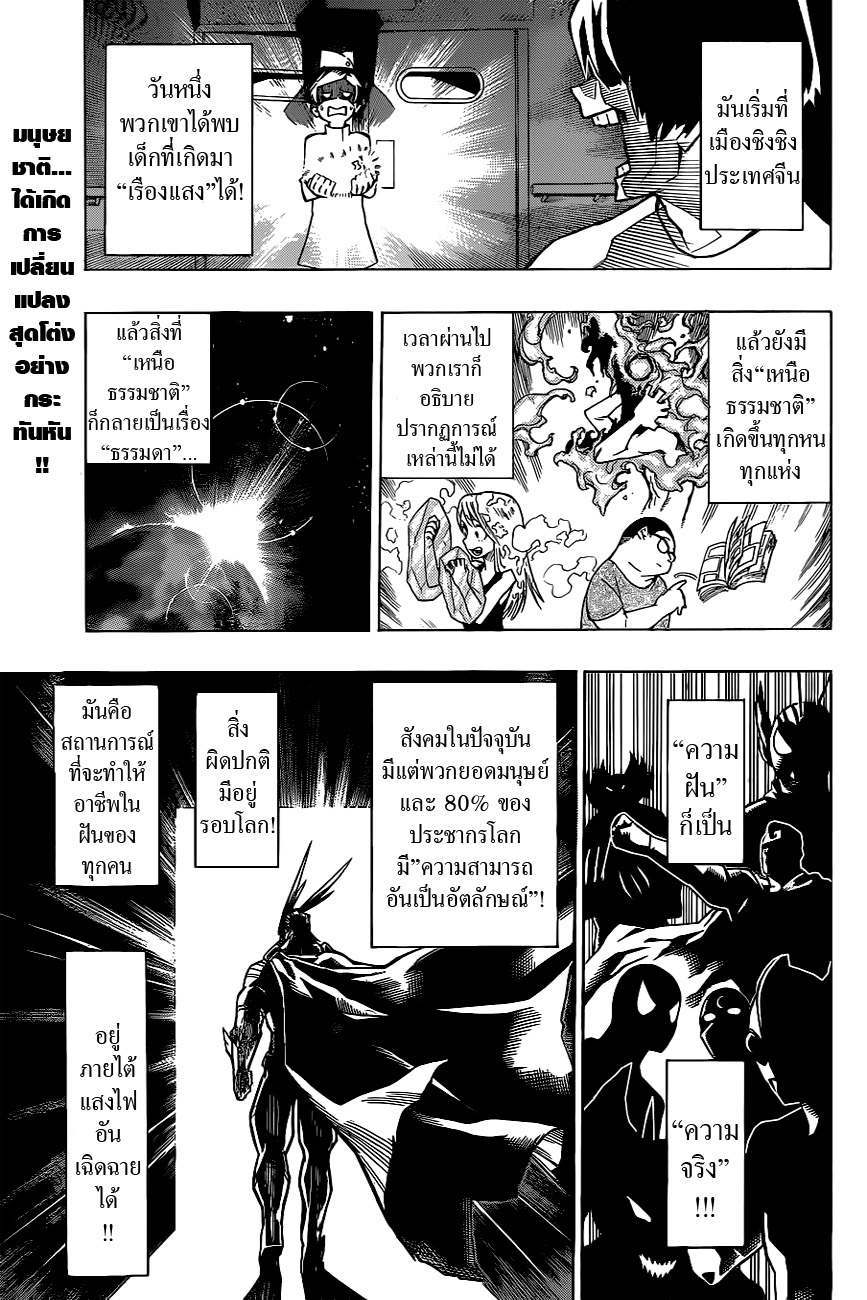 มันเริ่มที่
เมืองชิงชิง
ประเทศจีน
วันหนึ่ง
พวกเขาได้พบ
เด็กที่เกิดมา
“เรืองแสง”ได้!
มนุษย
ชาติ...
ได้เกิด
การ
เปลี่ยน
แปลง
สุดโต่ง
อย่าง
กระ
ทันหัน
!!
แล้วยังมี
สิ่ง“เหนือ
ธรรมชาติ”
เกิดขึ้นทุกหน
ทุกแห่ง
เวลาผ่านไป
พวกเราก็
อธิบาย
ปรากฏการณ์
เหล่านี้ไม่ได้
แล้วสิ่งที่
“เหนือ
ธรรมชาติ”
ก็กลายเป็นเรื่อง
“ธรรมดา”...
“ความ
ฝัน”
ก็เป็น
“ความ
จริง”
!!!
สังคมในปัจจุบัน
มีแต่พวกยอดมนุษย์
และ 80% ของ
ประชากรโลก
มี”ความสามารถ
อันเป็นอัตลักษณ์”!
สิ่ง
ผิดปกติ
มีอยู่
รอบโลก!
มันคือ
สถานการณ์
ที่จะทำให้
อาชีพใน
ฝันของ
ทุกคน
อยู่
ภายไต้
แสงไฟ
อัน
เฉิดฉาย
ได้
!!